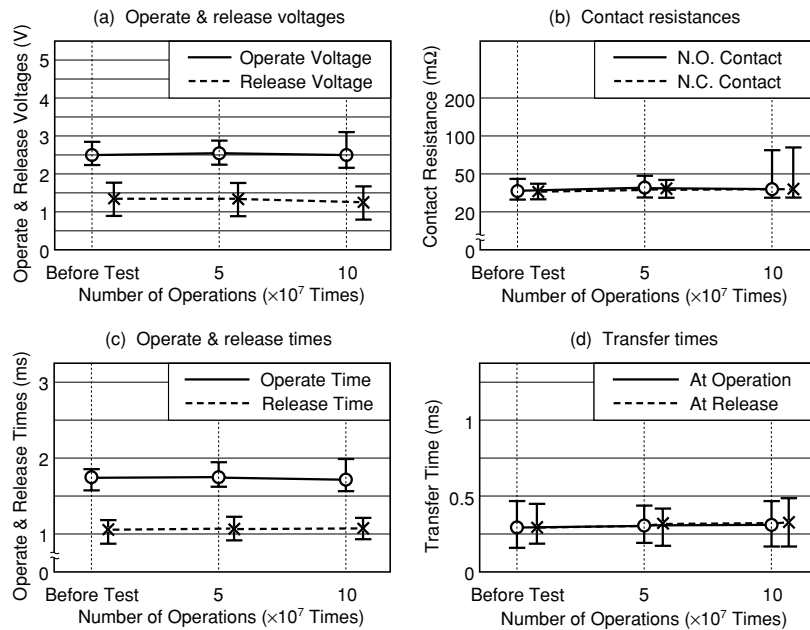 (a) Operate & release voltages
Operate & Release Voltages (V)
5
4
3
2
1
0
Operate Voltage
Release Voltage
Before Test 5 10
Number of Operations (×10⁷ Times)
(b) Contact resistances
Contact Resistance (mΩ)
200
100
50
20
0
N.O. Contact
N.C. Contact
Before Test 5 10
Number of Operations (×10⁷ Times)
(c) Operate & release times
Operate & Release Times (ms)
3
2
1
0
Operate Time
Release Time
Before Test 5 10
Number of Operations (×10⁷ Times)
(d) Transfer times
Transfer Time (ms)
1
0.5
0
At Operation
At Release
Before Test 5 10
Number of Operations (×10⁷ Times)